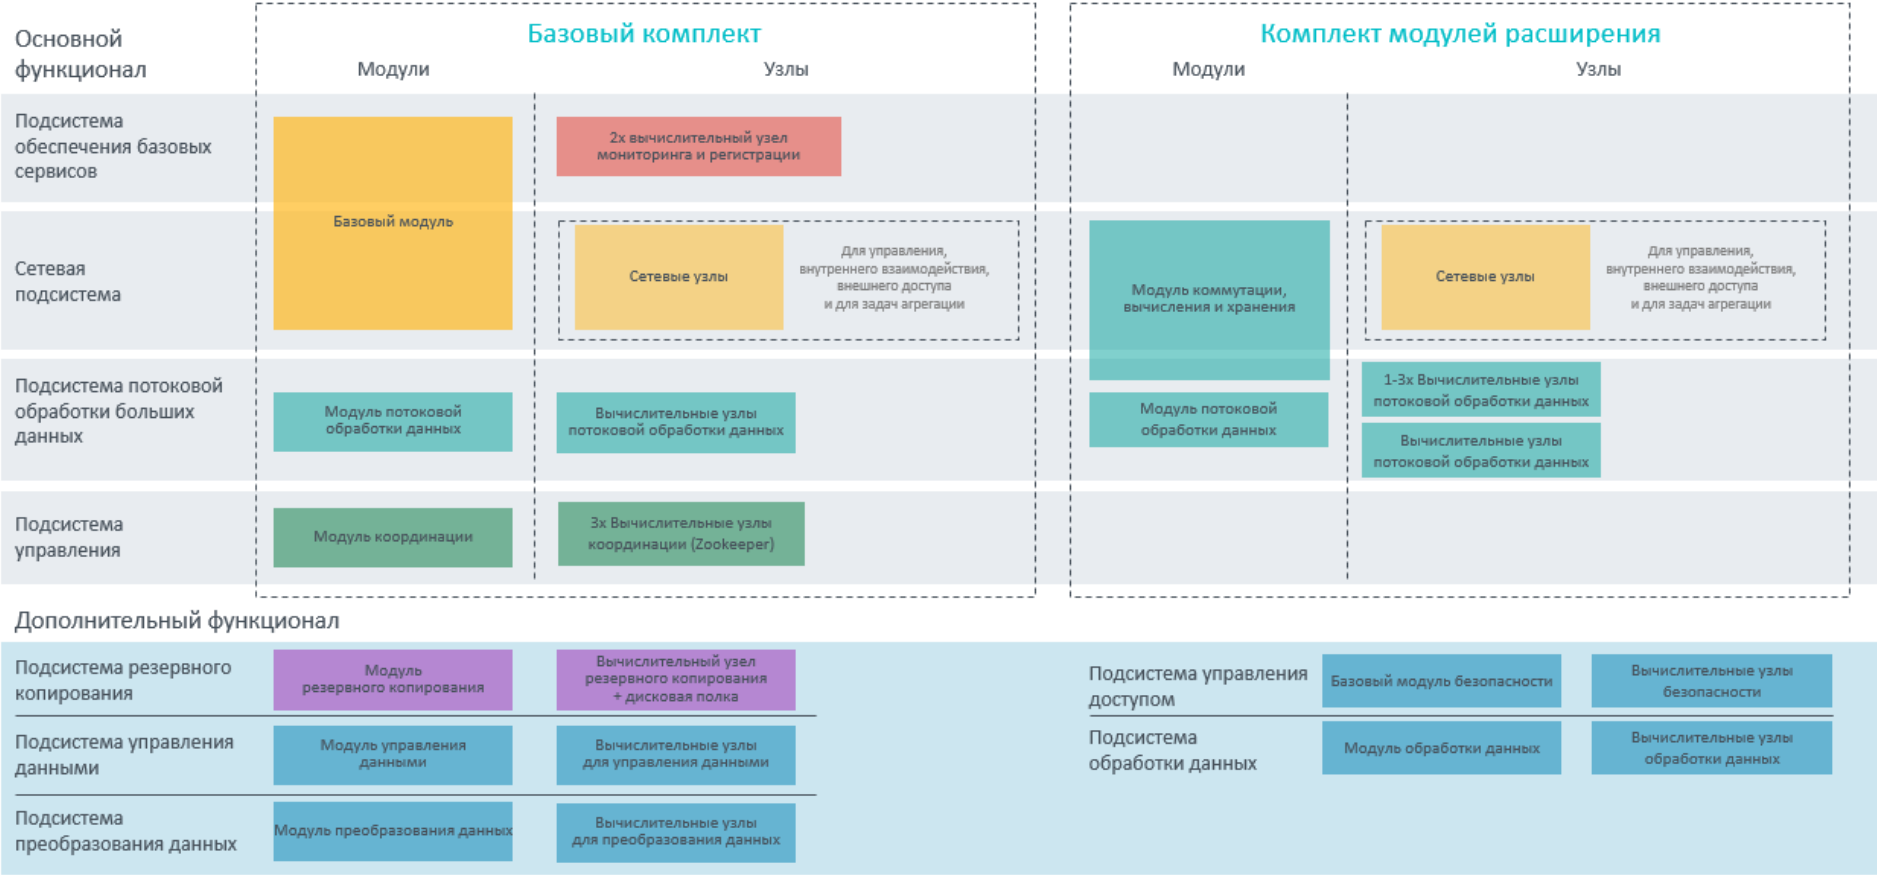 Основной
функционал
Базовый комплект
Модули
Узлы
Комплект модулей расширения
Модули
Узлы
Подсистема
обеспечения базовых
сервисов
Базовый модуль
2x вычислительный узел
мониторинга и регистрации
Сетевая
подсистема
Сетевые узлы
Для управления,
внутреннего взаимодействия,
внешнего доступа
и для задач агрегации
Модуль коммутации,
вычисления и хранения
Сетевые узлы
Для управления,
внутреннего взаимодействия,
внешнего доступа
и для задач агрегации
Подсистема потоковой
обработки больших
данных
Модуль потоковой
обработки данных
Вычислительные узлы
потоковой обработки данных
Модуль потоковой
обработки данных
1-3x Вычислительные узлы
потоковой обработки данных
Вычислительные узлы
потоковой обработки данных
Подсистема
управления
Модуль координации
3x Вычислительные узлы
координации (Zookeeper)
Дополнительный функционал
Подсистема резервного
копирования
Модуль
резервного копирования
Вычислительный узел
резервного копирования
+ дисковая полка
Подсистема управления
данными
Модуль управления
данными
Вычислительные узлы
для управления данными
Подсистема
преобразования данных
Модуль преобразования данных
Вычислительные узлы
для преобразования данных
Подсистема управления
доступом
Базовый модуль безопасности
Вычислительные узлы
безопасности
Подсистема
обработки данных
Модуль обработки данных
Вычислительные узлы
обработки данных